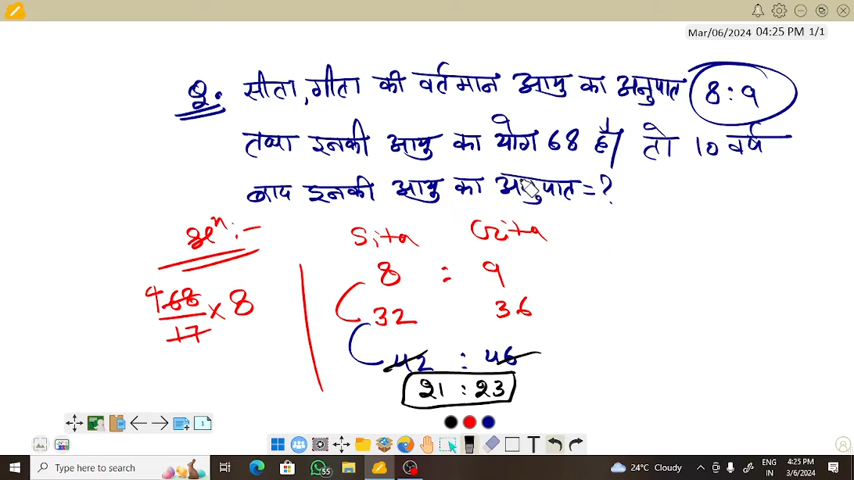 Mar/06/2024 04:25 PM 1/1
Q. सीता, गीता की वर्तमान आयु का अनुपात 8:9
तथा इनकी आयु का योग 68 है। तो 10 वर्ष
बाद इनकी आयु का अनुपात = ?
Solⁿ :-
Sita Gita
8 : 9
4 68/17 × 8
32 36
42 : 46
21 : 23
T
Type here to search
55
24°C Cloudy
ENG
IN
4:25 PM
3/6/2024